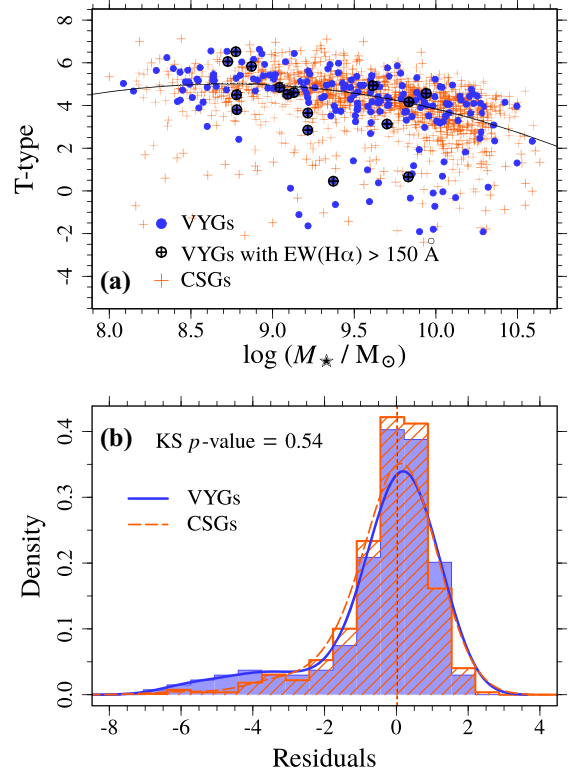 8
6
4
2
0
-2
-4
T-type
VYGs
VYGs with EW(Hα) > 150 Å
CSGs
(a)
8.0 8.5 9.0 9.5 10.0 10.5
log (M★ / M⊙)
(b) KS p-value = 0.54
VYGs
CSGs
0.4
0.3
0.2
0.1
0.0
Density
-8 -6 -4 -2 0 2 4
Residuals